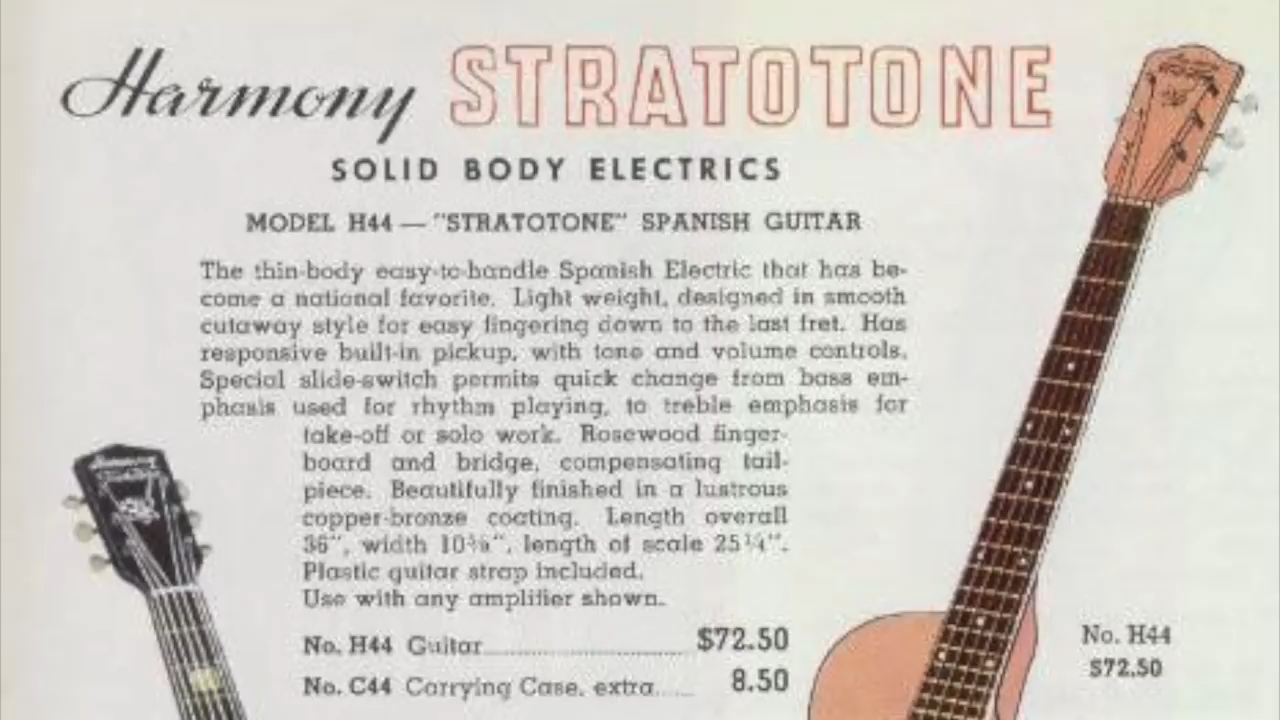 Harmony STRATOTONE
SOLID BODY ELECTRICS
MODEL H44 — "STRATOTONE" SPANISH GUITAR
The thin-body easy-to-handle Spanish Electric that has be-
come a national favorite. Light weight, designed in smooth
cutaway style for easy fingering down to the last fret. Has
responsive built-in pickup, with tone and volume controls.
Special slide-switch permits quick change from bass em-
phasis used for rhythm playing, to treble emphasis for
take-off or solo work. Rosewood finger-
board and bridge, compensating tail-
piece. Beautifully finished in a lustrous
copper-bronze coating. Length overall
36", width length of scale 25¼".
Plastic guitar strap included.
Use with any amplifier shown.
No. H44 Guitar $72.50
No. C44 Carrying Case, extra 8.50
No. H44
$72.50